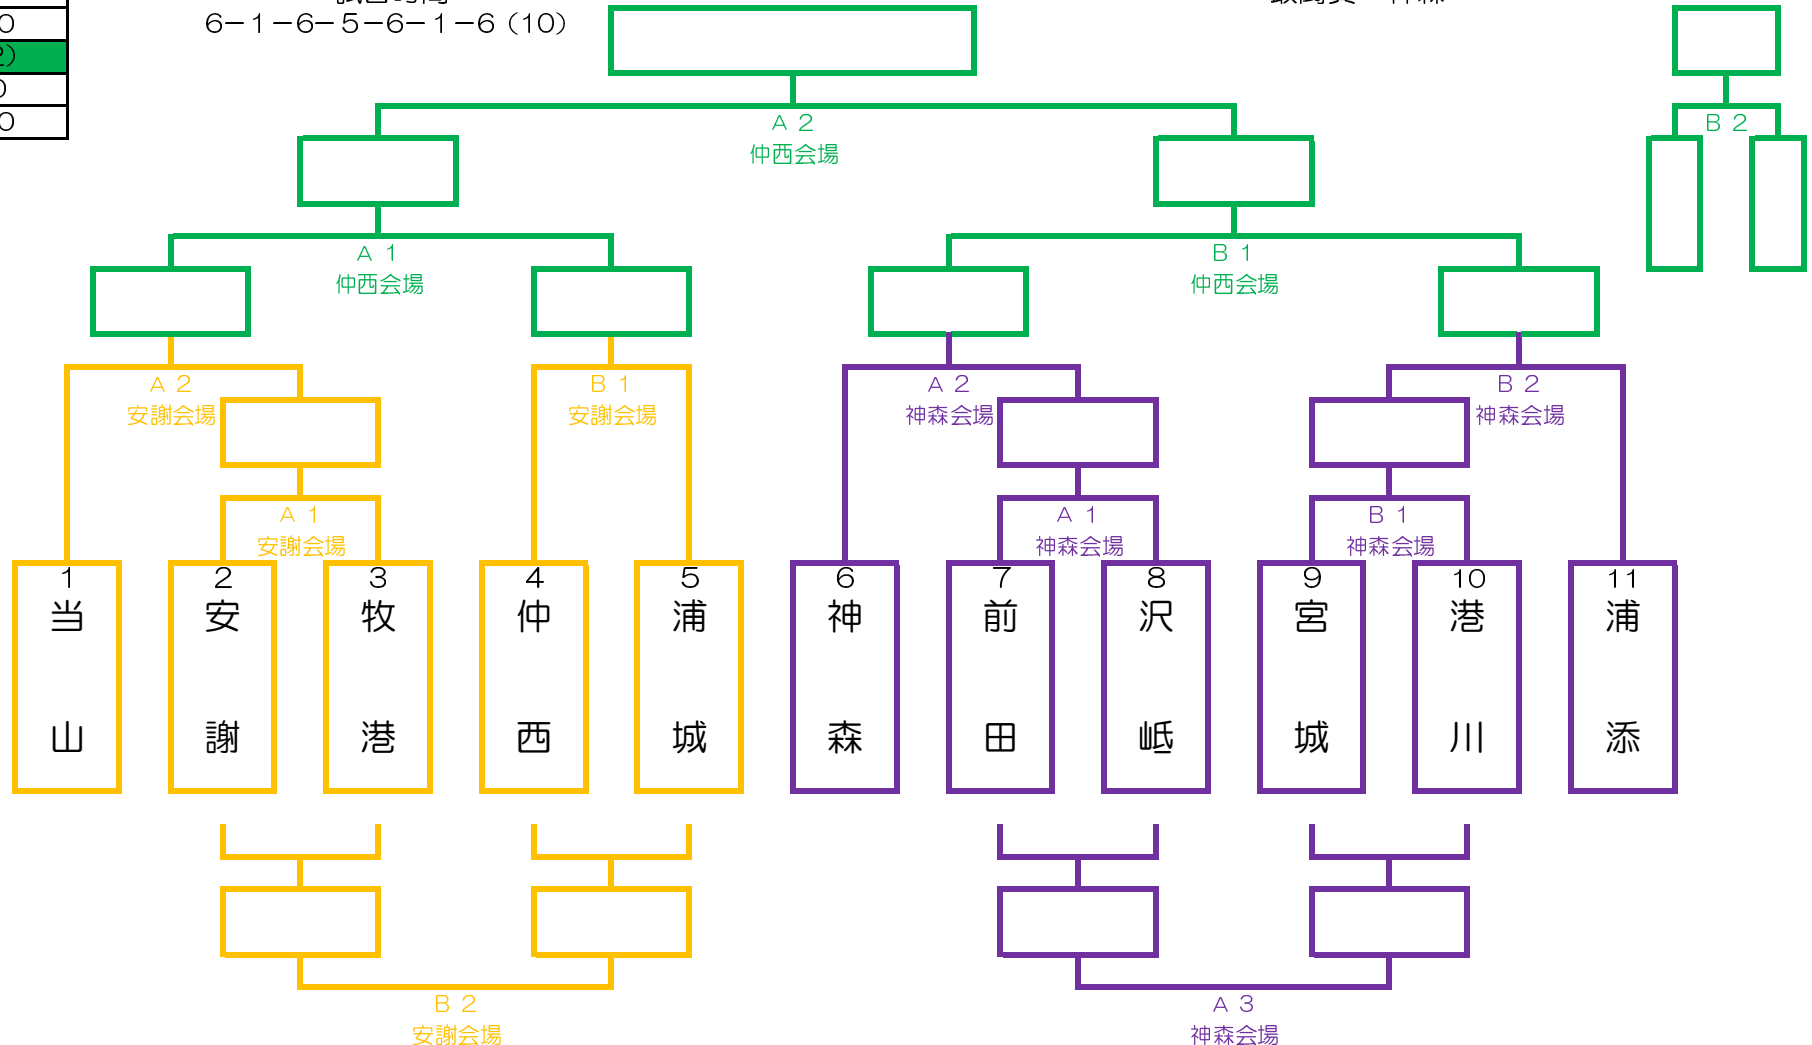 6－1－6－5－6－1－6（10）
A 2
仲西会場
B 2
A 1
仲西会場
B 1
仲西会場
A 2
安謝会場
B 1
安謝会場
A 2
神森会場
B 2
神森会場
A 1
安謝会場
A 1
神森会場
B 1
神森会場
1
当山
2
安謝
3
牧港
4
仲西
5
浦城
6
神森
7
前田
8
沢岻
9
宮城
10
港川
11
浦添
B 2
安謝会場
A 3
神森会場